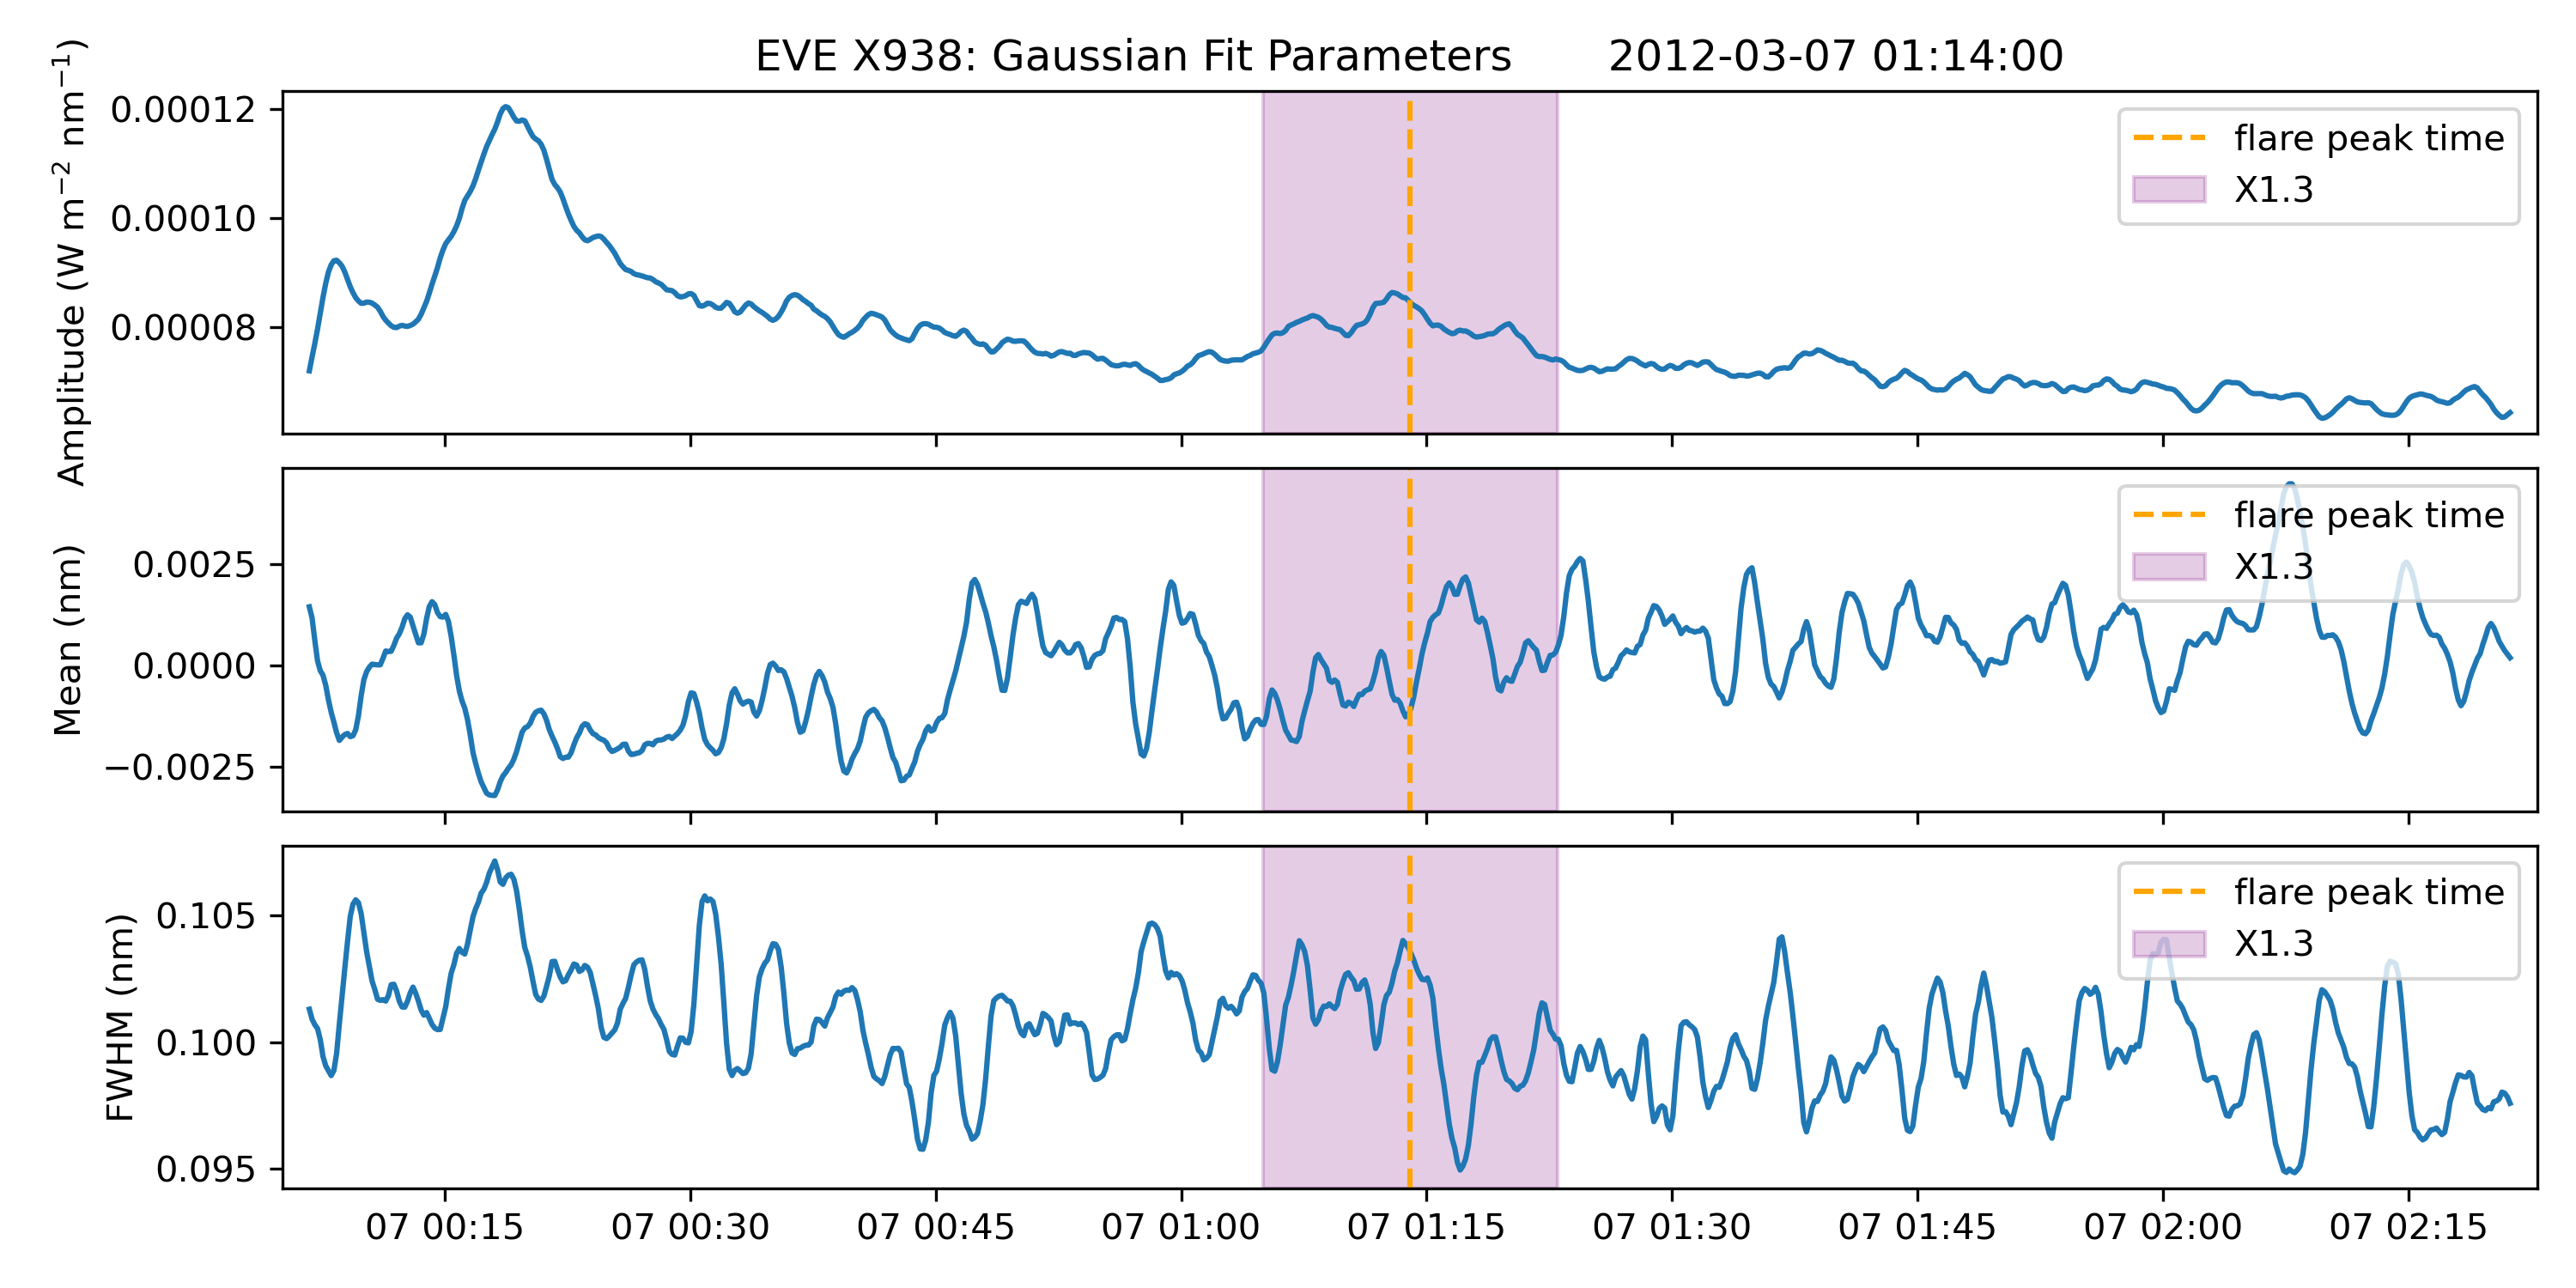 EVE X938: Gaussian Fit Parameters 2012-03-07 01:14:00
Amplitude (W m⁻² nm⁻¹)
0.00012
0.00010
0.00008
flare peak time
X1.3
Mean (nm)
0.0025
0.0000
−0.0025
flare peak time
X1.3
FWHM (nm)
0.105
0.100
0.095
flare peak time
X1.3
07 00:15 07 00:30 07 00:45 07 01:00 07 01:15 07 01:30 07 01:45 07 02:00 07 02:15